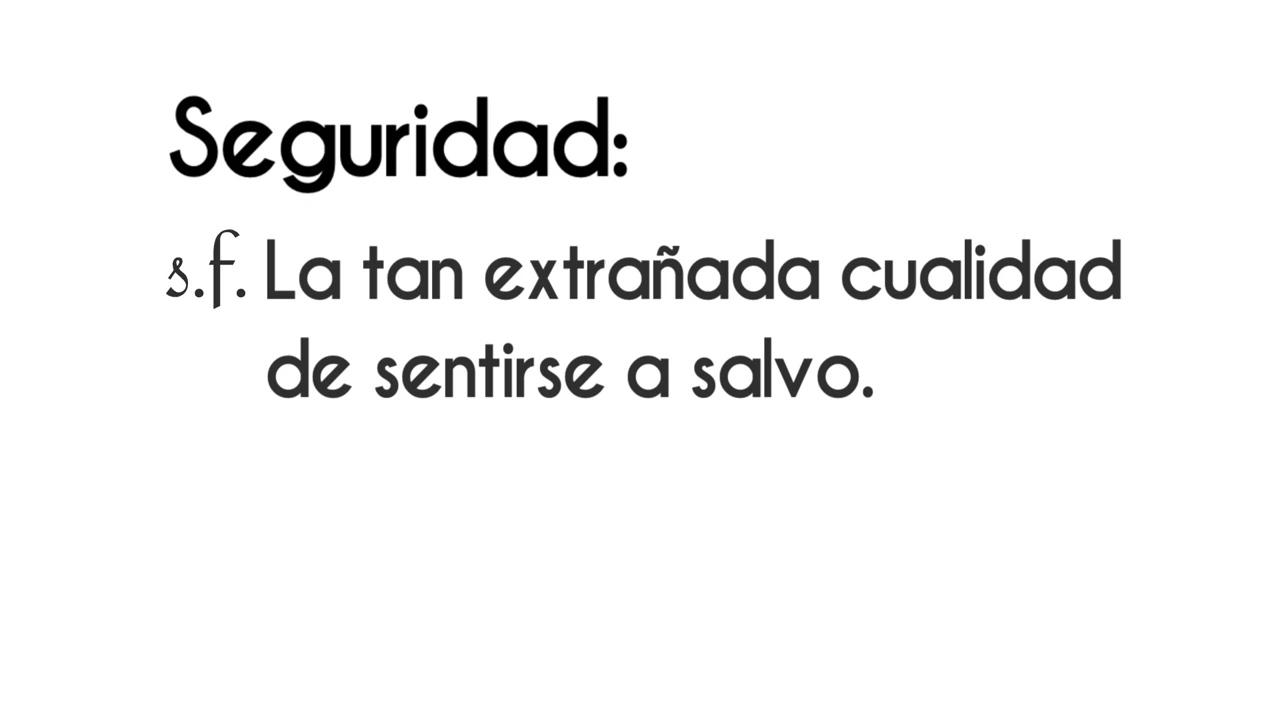 Seguridad:
s.f. La tan extrañada cualidad
de sentirse a salvo.